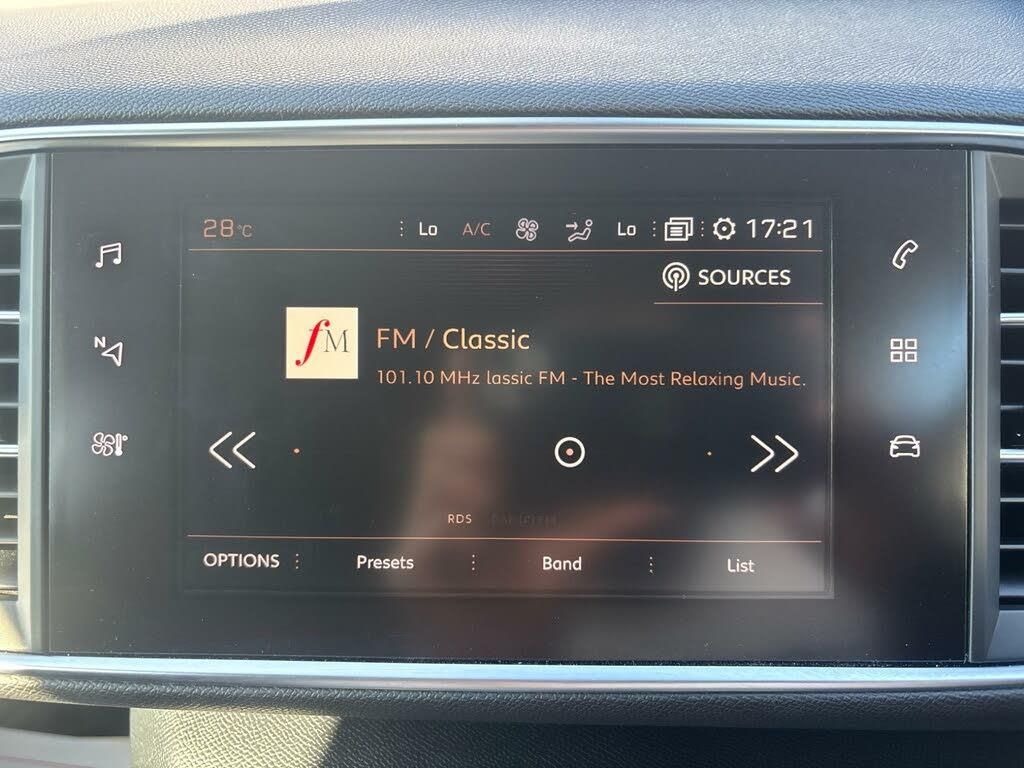 28°C Lo A/C Lo 17:21
SOURCES
fM
FM / Classic
N
101.10 MHz lassic FM - The Most Relaxing Music.
RDS
OPTIONS Presets Band List